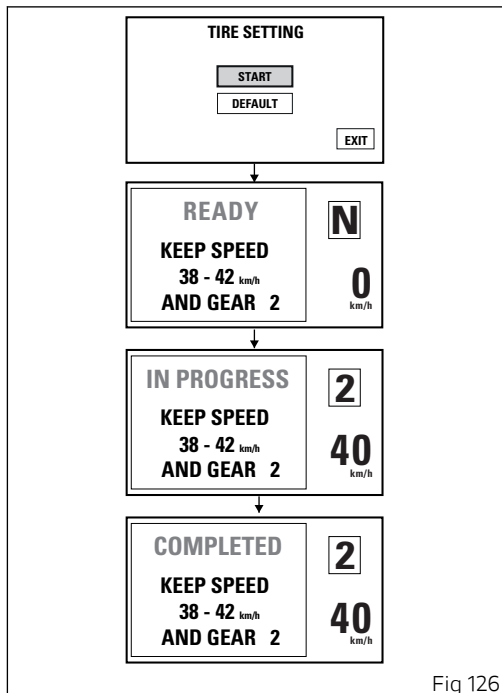 TIRE SETTING
START
DEFAULT
EXIT
READY
KEEP SPEED
38 - 42 km/h
AND GEAR 2
N
0
km/h
IN PROGRESS
KEEP SPEED
38 - 42 km/h
AND GEAR 2
2
40
km/h
COMPLETED
KEEP SPEED
38 - 42 km/h
AND GEAR 2
2
40
km/h
Fig 126